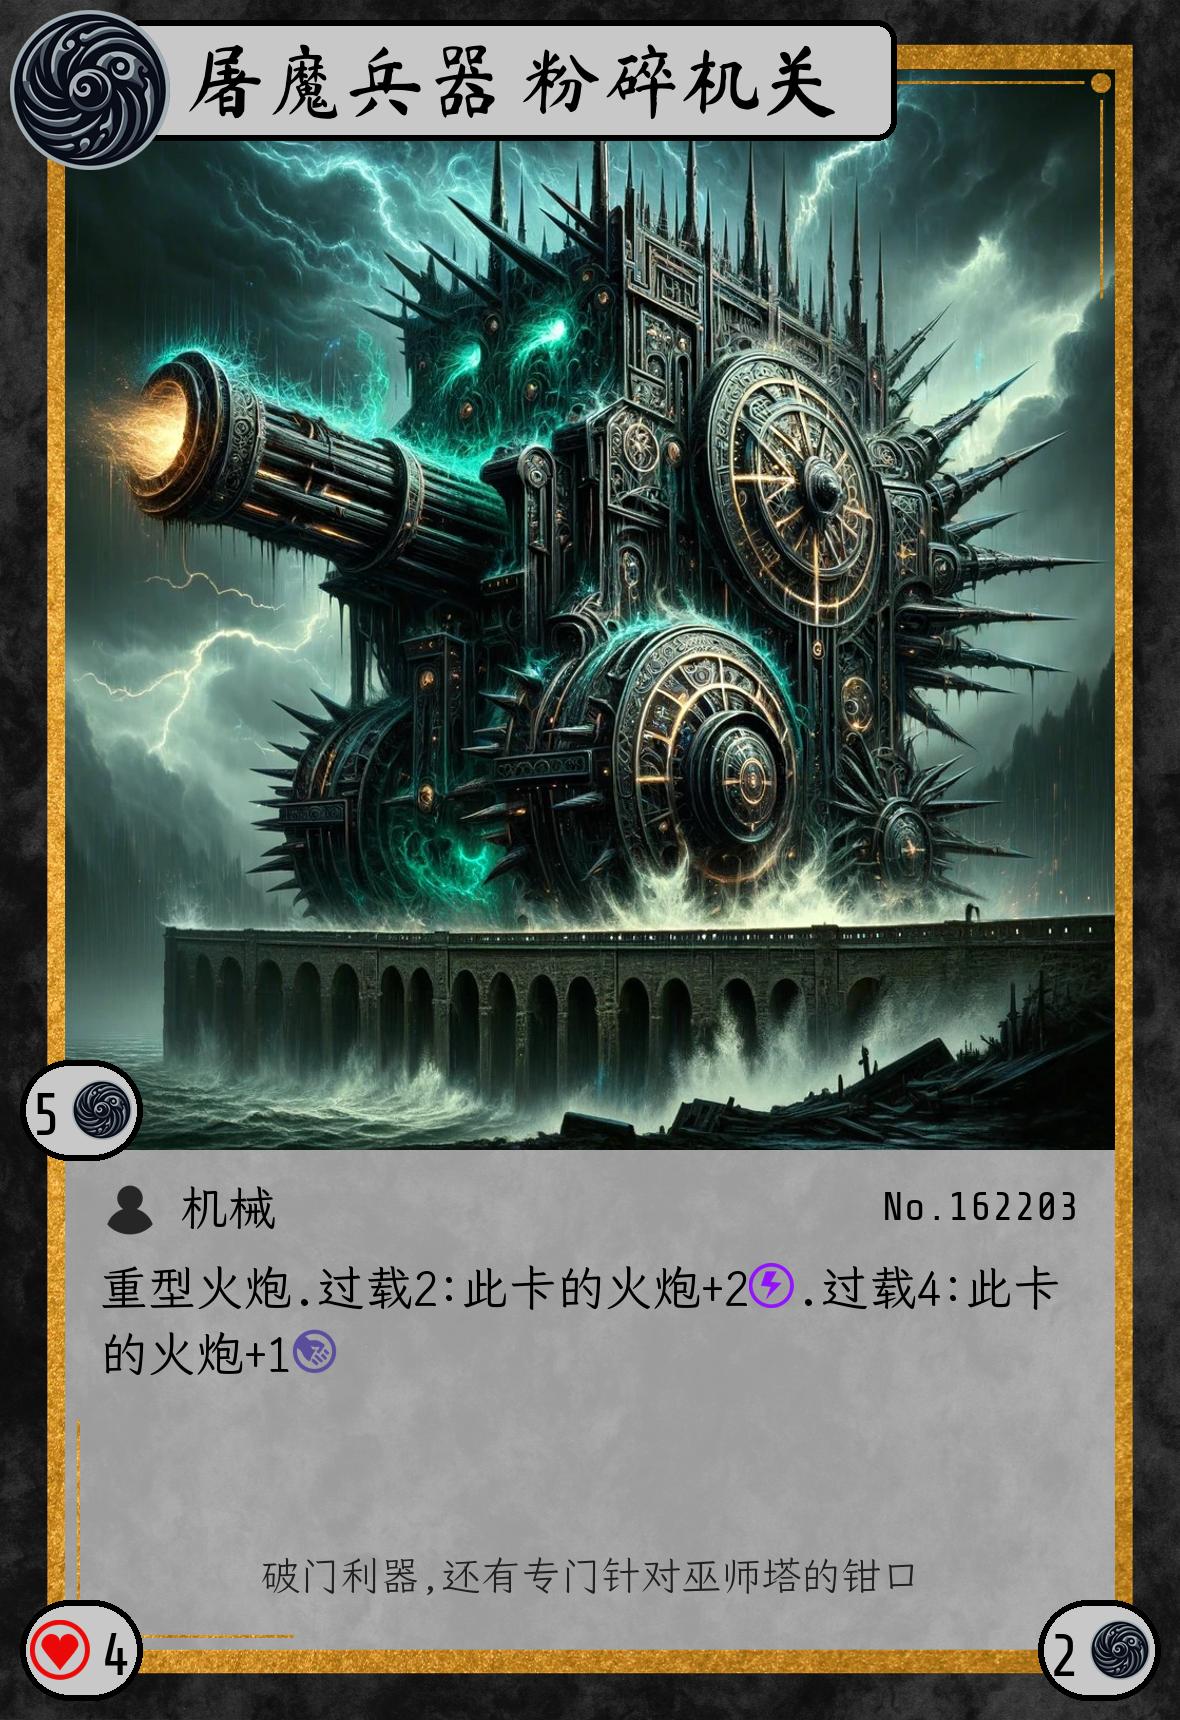 屠魔兵器 粉碎机关
5
机械
No.162203
重型火炮.过载2:此卡的火炮+2.过载4:此卡
的火炮+1
破门利器,还有专门针对巫师塔的钳口
4
2